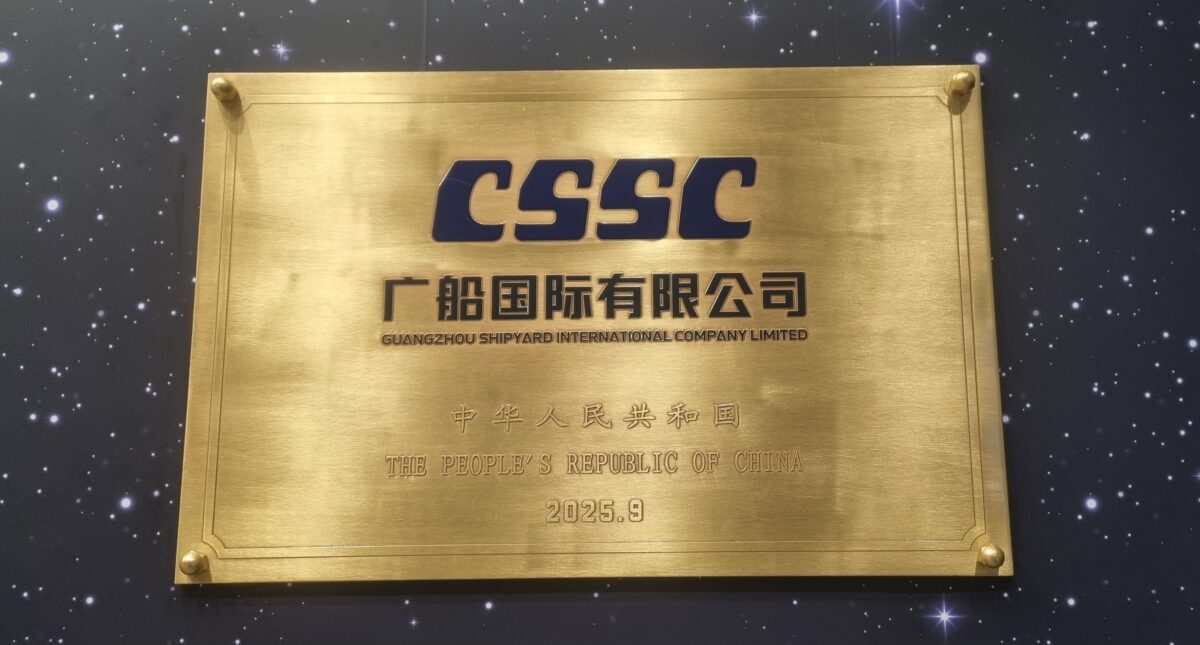 CSSC
广船国际有限公司
GUANGZHOU SHIPYARD INTERNATIONAL COMPANY LIMITED
中华人民共和国
THE PEOPLE'S REPUBLIC OF CHINA
2025.9